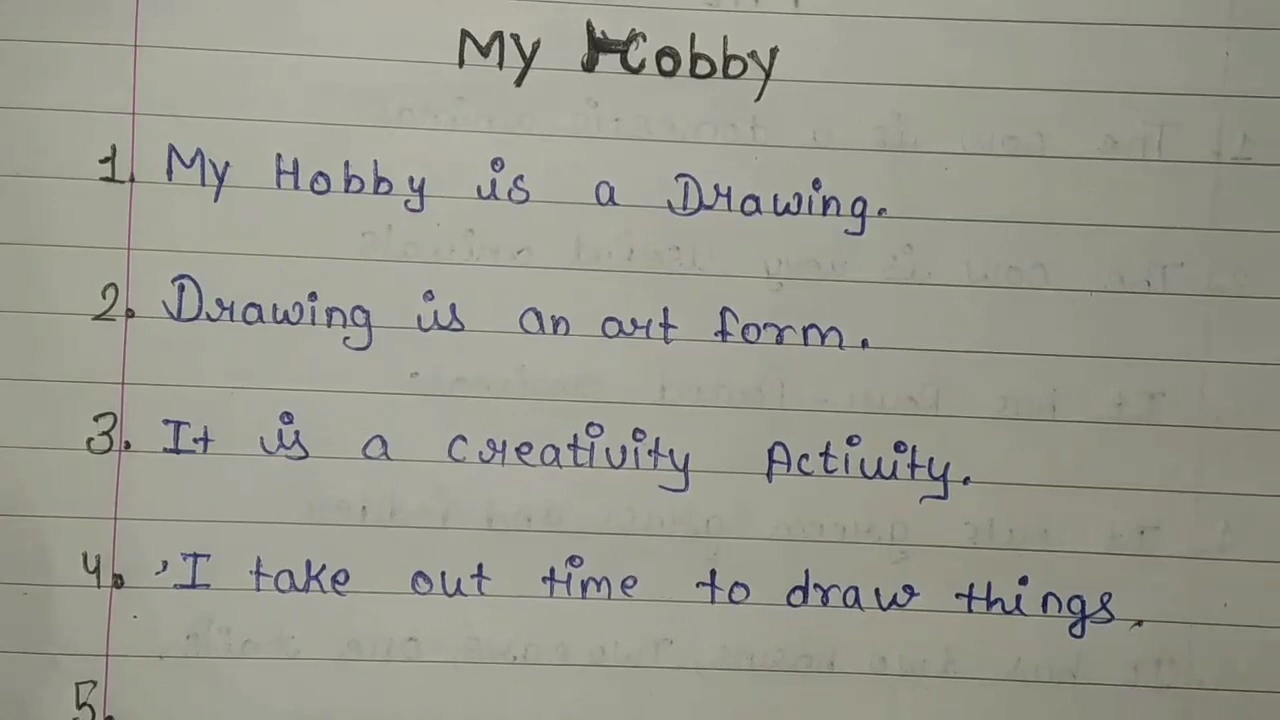 My Hobby
1. My Hobby is a Drawing.
2. Drawing is an art form.
3. It is a creativity Activity.
4. I take out time to draw things.
5.